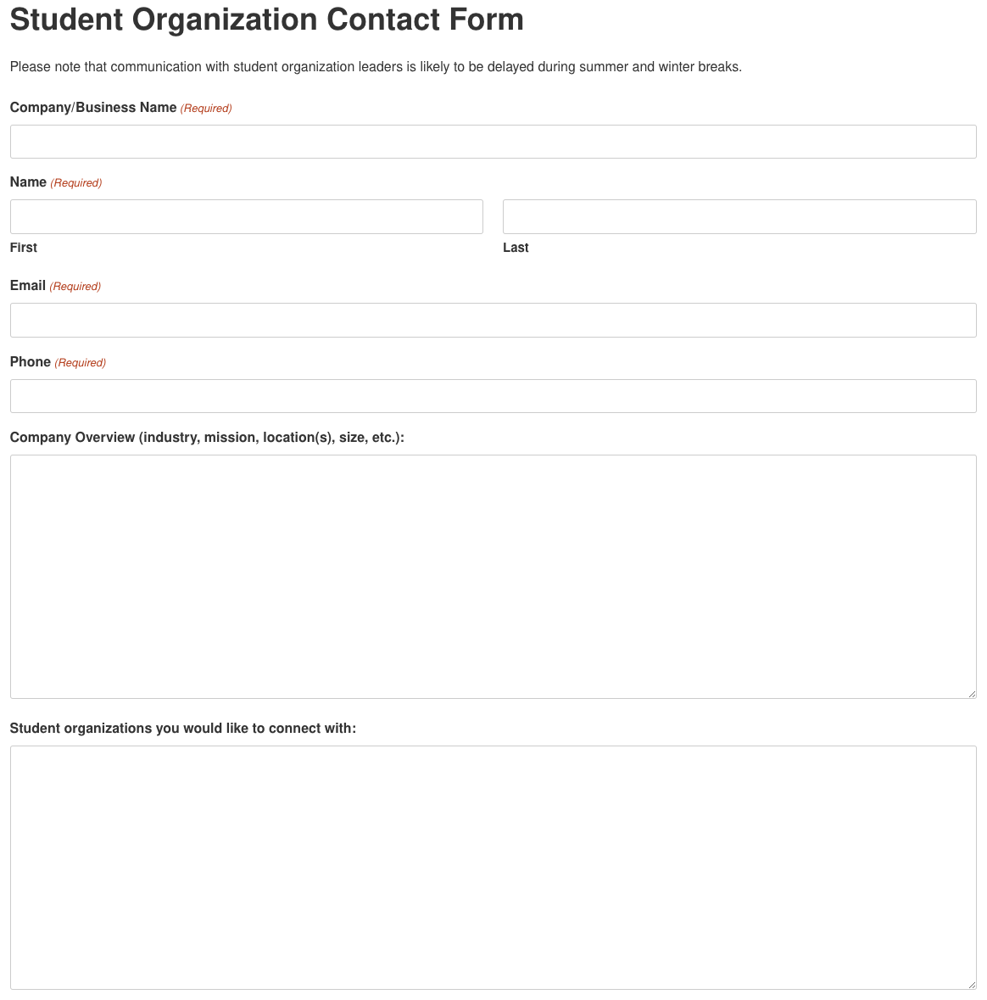 Student Organization Contact Form
Please note that communication with student organization leaders is likely to be delayed during summer and winter breaks.
Company/Business Name (Required)
Name (Required)
First
Last
Email (Required)
Phone (Required)
Company Overview (industry, mission, location(s), size, etc.):
Student organizations you would like to connect with: